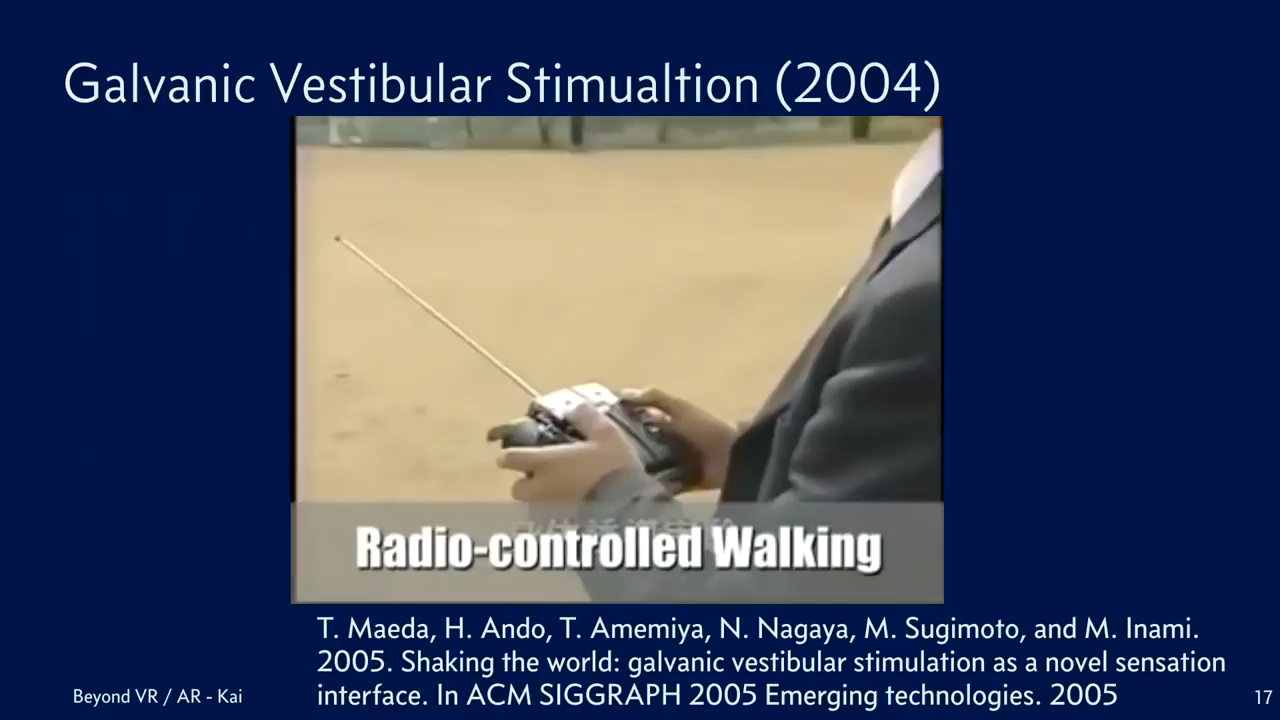 Galvanic Vestibular Stimualtion (2004)
Radio-controlled Walking
T. Maeda, H. Ando, T. Amemiya, N. Nagaya, M. Sugimoto, and M. Inami.
2005. Shaking the world: galvanic vestibular stimulation as a novel sensation
interface. In ACM SIGGRAPH 2005 Emerging technologies. 2005
Beyond VR / AR - Kai
17